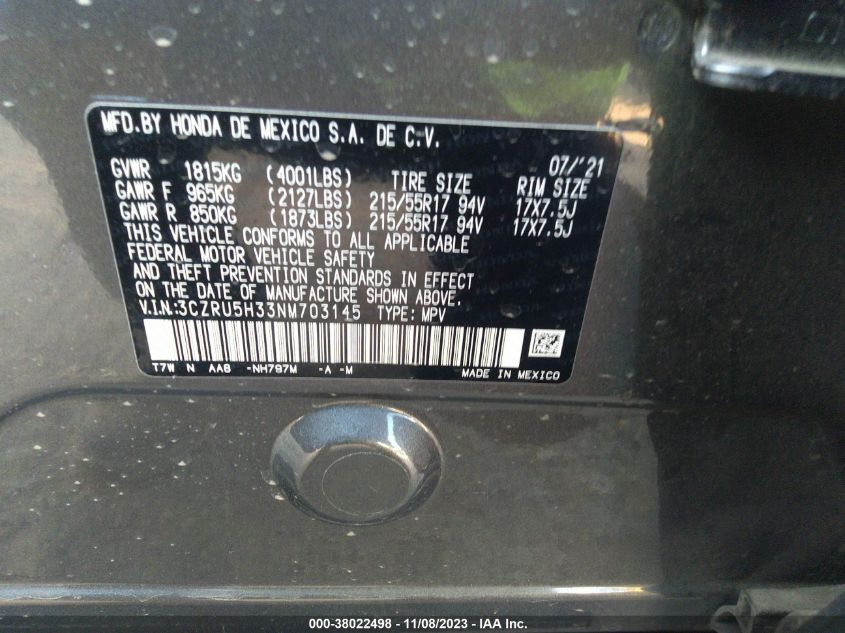 MFD.BY HONDA DE MEXICO S.A. DE C.V.
07/'21
GVWR 1815KG (4001LBS) TIRE SIZE RIM SIZE
GAWR F 965KG (2127LBS) 215/55R17 94V 17X7.5J
GAWR R 850KG (1873LBS) 215/55R17 94V 17X7.5J
THIS VEHICLE CONFORMS TO ALL APPLICABLE
FEDERAL MOTOR VEHICLE SAFETY
AND THEFT PREVENTION STANDARDS IN EFFECT
ON THE DATE OF MANUFACTURE SHOWN ABOVE.
V.I.N.:3CZRU5H33NM703145 TYPE: MPV
T7W N AA8 -NH797M -A -M MADE IN MEXICO
000-38022498 - 11/08/2023 - IAA Inc.